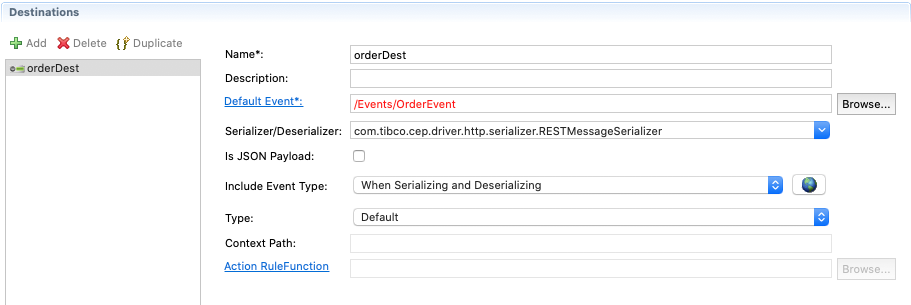 Destinations
Add Delete Duplicate
orderDest
Name*: orderDest
Description:
Default Event*: /Events/OrderEvent Browse...
Serializer/Deserializer: com.tibco.cep.driver.http.serializer.RESTMessageSerializer
Is JSON Payload:
Include Event Type: When Serializing and Deserializing
Type: Default
Context Path:
Action RuleFunction Browse...